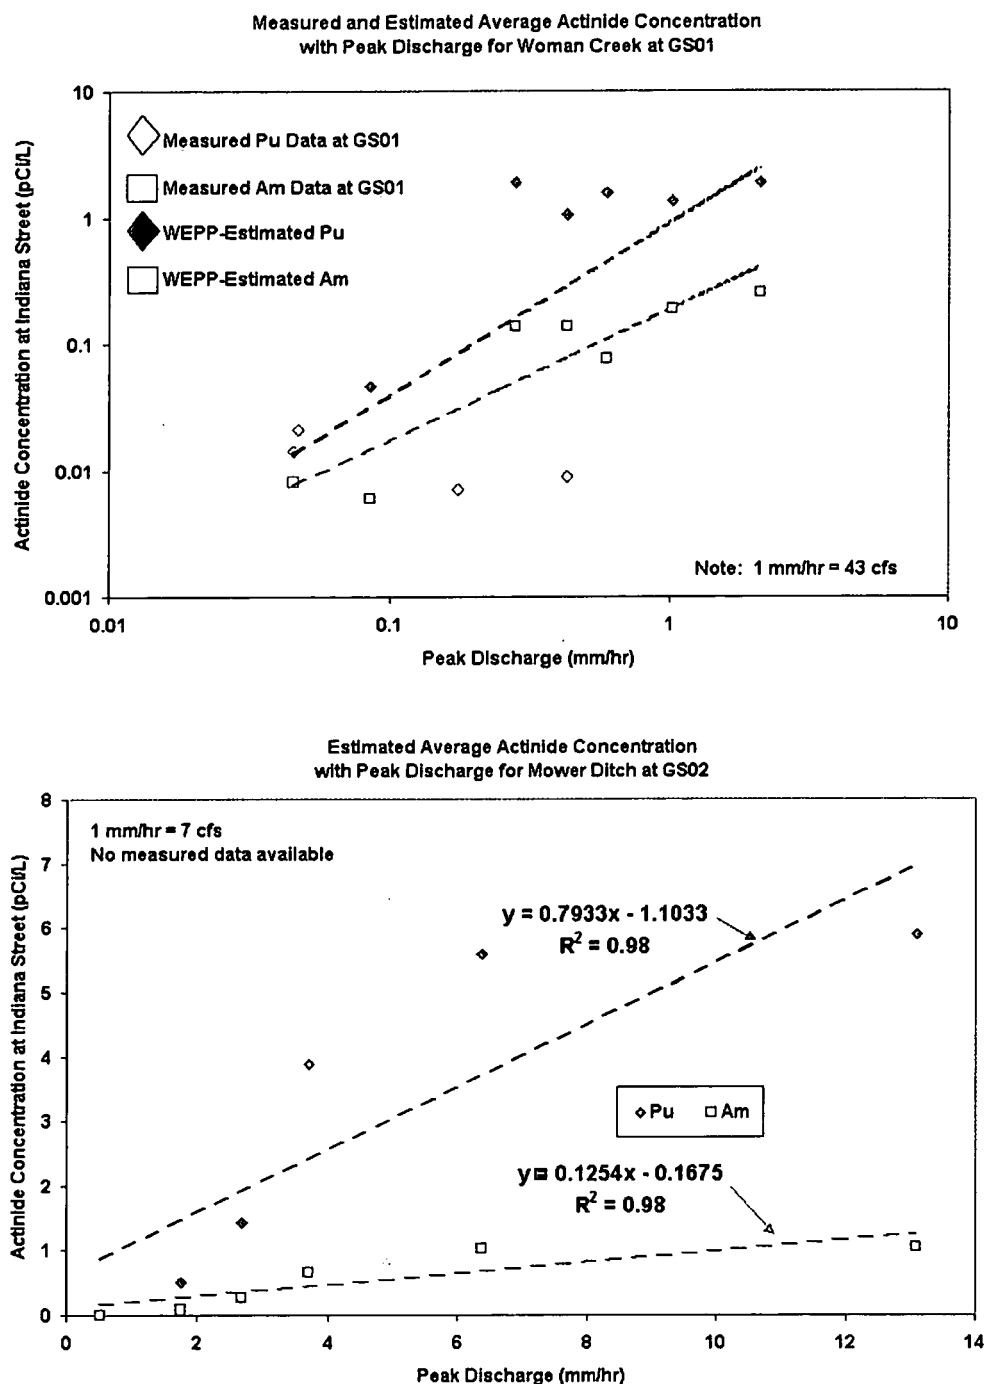 Measured and Estimated Average Actinide Concentration
with Peak Discharge for Woman Creek at GS01
Actinide Concentration at Indiana Street (pCi/L)
10
1
0.1
0.01
0.001
Measured Pu Data at GS01
Measured Am Data at GS01
WEPP-Estimated Pu
WEPP-Estimated Am
Note: 1 mm/hr = 43 cfs
0.01
0.1
1
10
Peak Discharge (mm/hr)
Estimated Average Actinide Concentration
with Peak Discharge for Mower Ditch at GS02
Actinide Concentration at Indiana Street (pCi/L)
8
7
6
5
4
3
2
1
0
1 mm/hr = 7 cfs
No measured data available
y = 0.7933x - 1.1033
R² = 0.98
Pu Am
y = 0.1254x - 0.1675
R² = 0.98
0 2 4 6 8 10 12 14
Peak Discharge (mm/hr)